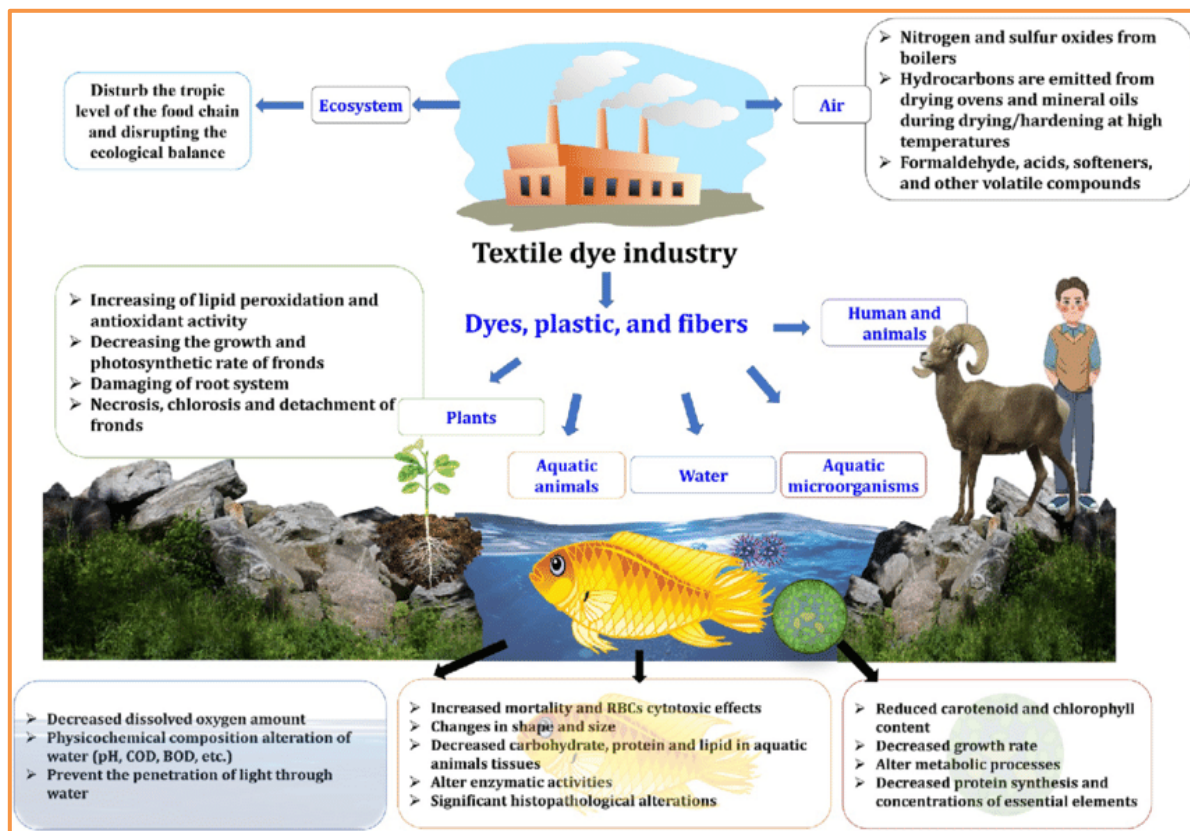 Disturb the tropic
level of the food chain
and disrupting the
ecological balance
Ecosystem
Air
➢ Nitrogen and sulfur oxides from
boilers
➢ Hydrocarbons are emitted from
drying ovens and mineral oils
during drying/hardening at high
temperatures
➢ Formaldehyde, acids, softeners,
and other volatile compounds
Textile dye industry
➢ Increasing of lipid peroxidation and
antioxidant activity
➢ Decreasing the growth and
photosynthetic rate of fronds
➢ Damaging of root system
➢ Necrosis, chlorosis and detachment of
fronds
Dyes, plastic, and fibers
Human and
animals
Plants
Aquatic
animals
Water
Aquatic
microorganisms
➢ Decreased dissolved oxygen amount
➢ Physicochemical composition alteration of
water (pH, COD, BOD, etc.)
➢ Prevent the penetration of light through
water
➢ Increased mortality and RBCs cytotoxic effects
➢ Changes in shape and size
➢ Decreased carbohydrate, protein and lipid in aquatic
animals tissues
➢ Alter enzymatic activities
➢ Significant histopathological alterations
➢ Reduced carotenoid and chlorophyll
content
➢ Decreased growth rate
➢ Alter metabolic processes
➢ Decreased protein synthesis and
concentrations of essential elements